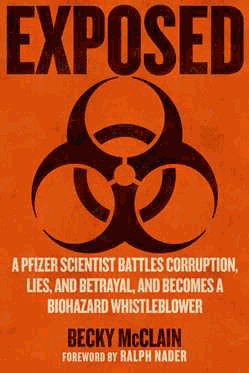 EXPOSED
A PFIZER SCIENTIST BATTLES CORRUPTION,
LIES, AND BETRAYAL, AND BECOMES A
BIOHAZARD WHISTLEBLOWER
BECKY McCLAIN
FOREWORD BY RALPH NADER